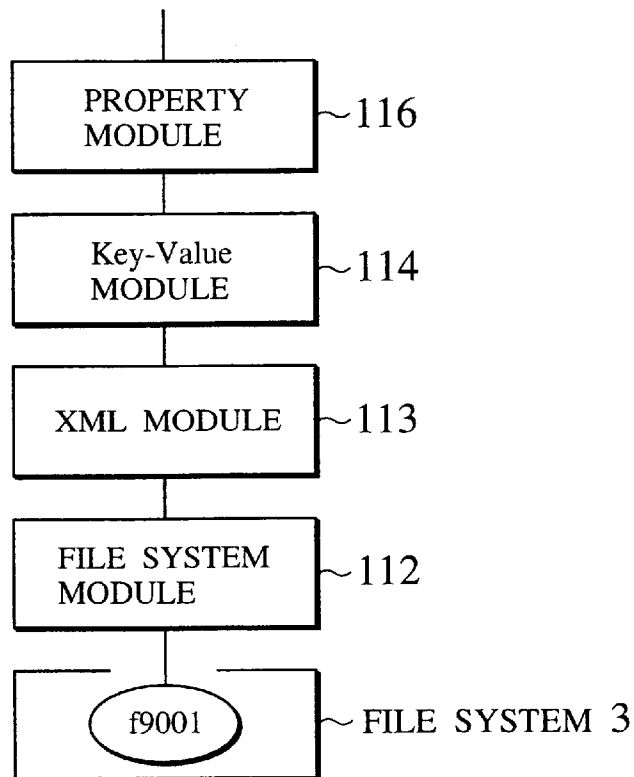 PROPERTY
MODULE
116
Key-Value
MODULE
114
XML MODULE
113
FILE SYSTEM
MODULE
112
f9001
FILE SYSTEM 3